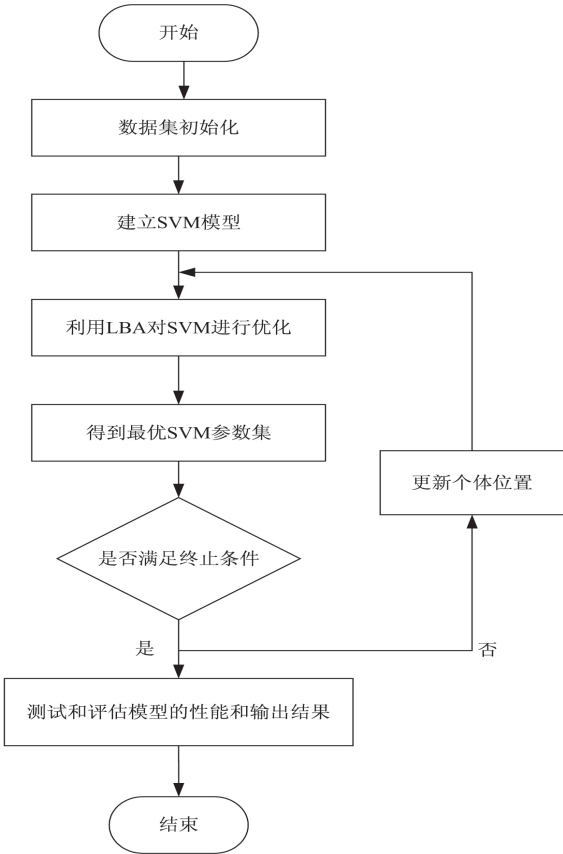 开始
数据集初始化
建立SVM模型
利用LBA对SVM进行优化
得到最优SVM参数集
更新个体位置
是否满足终止条件
是
否
测试和评估模型的性能和输出结果
结束